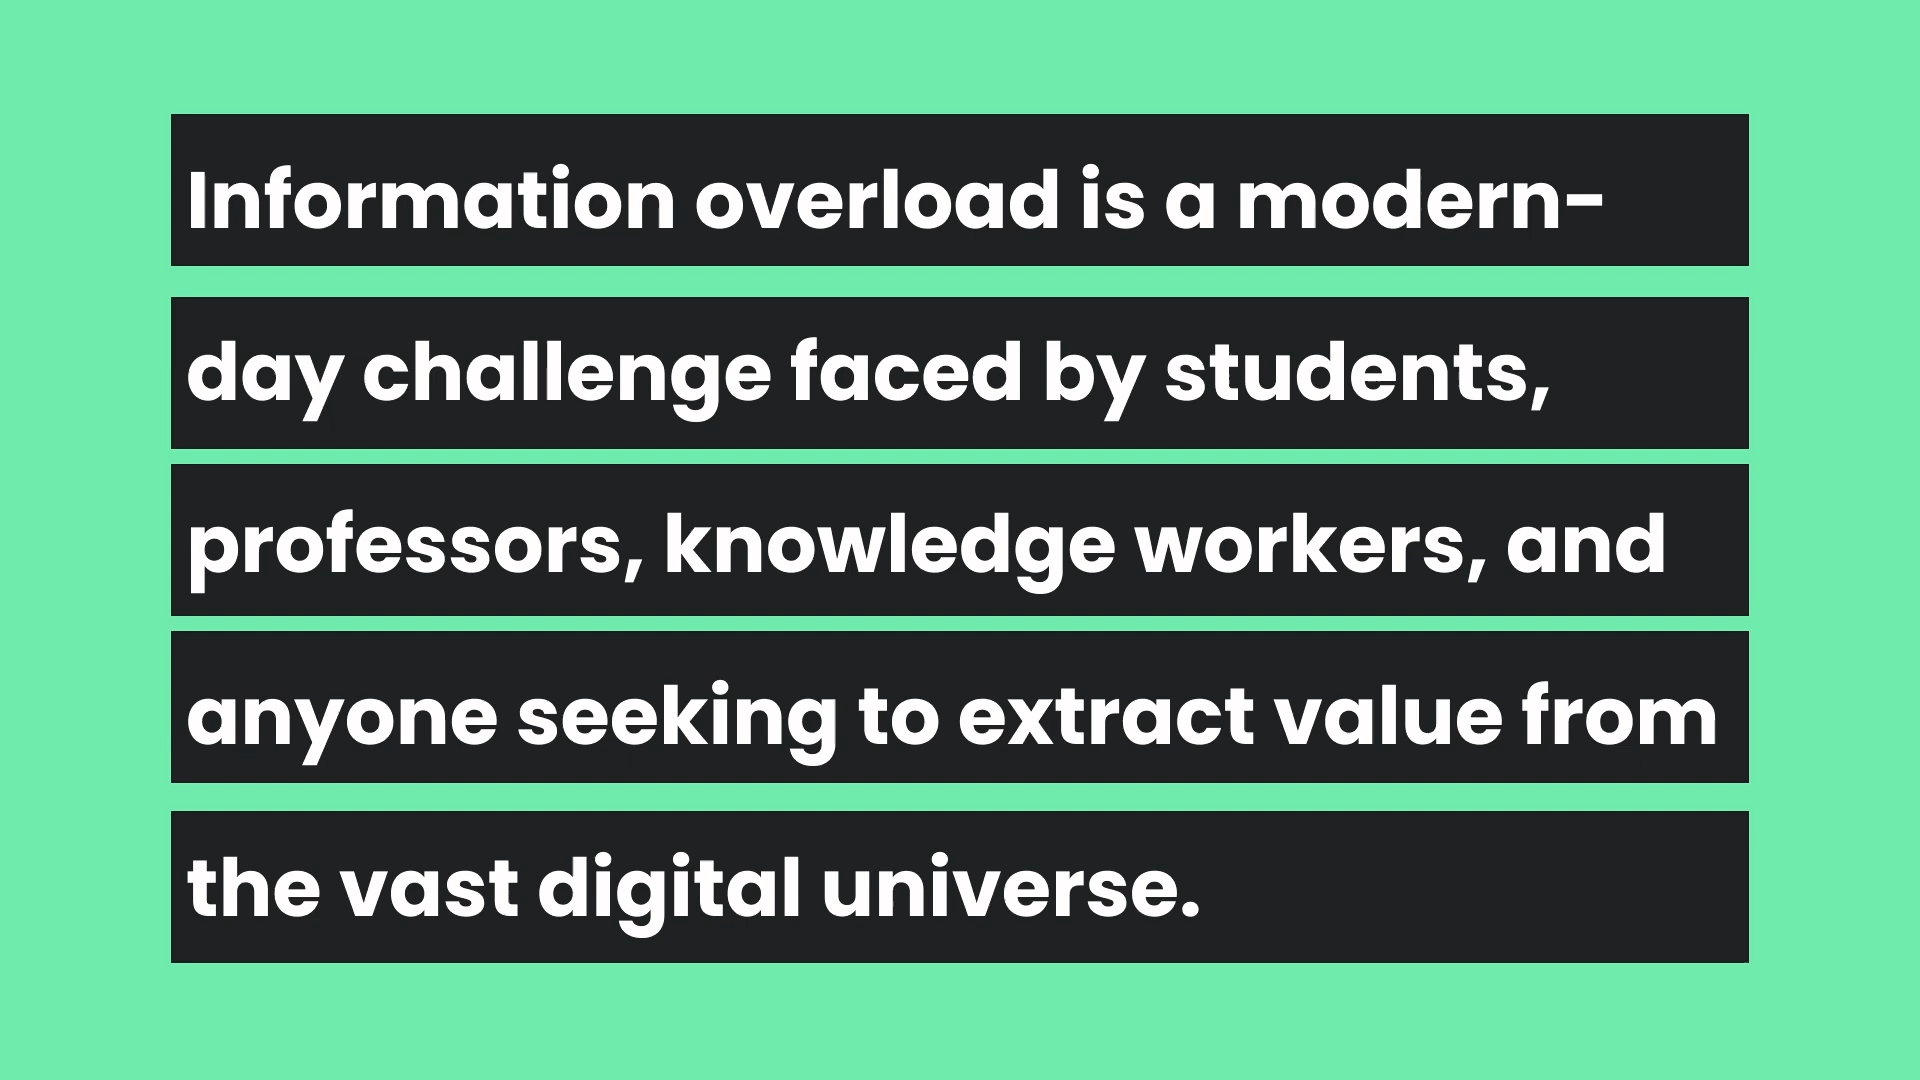 Information overload is a modern-
day challenge faced by students,
professors, knowledge workers, and
anyone seeking to extract value from
the vast digital universe.